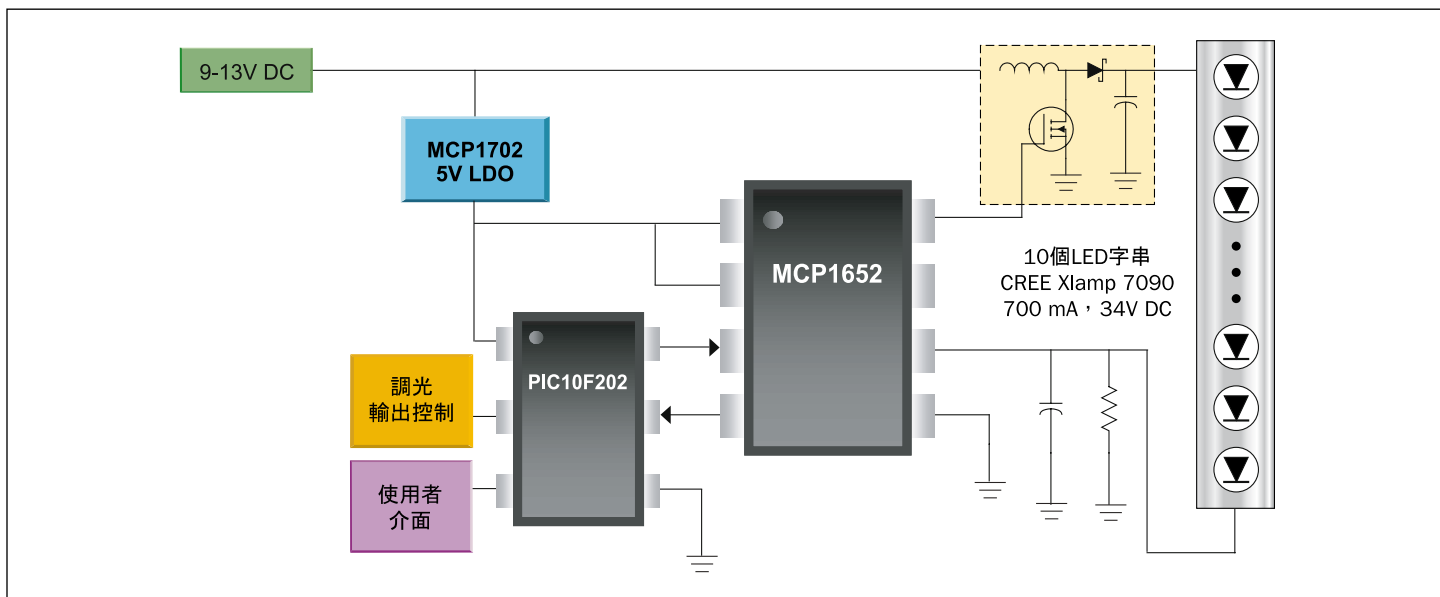 9-13V DC
MCP1702
5V LDO
MCP1652
10個LED字串
CREE Xlamp 7090
700 mA，34V DC
PIC10F202
調光
輸出控制
使用者
介面